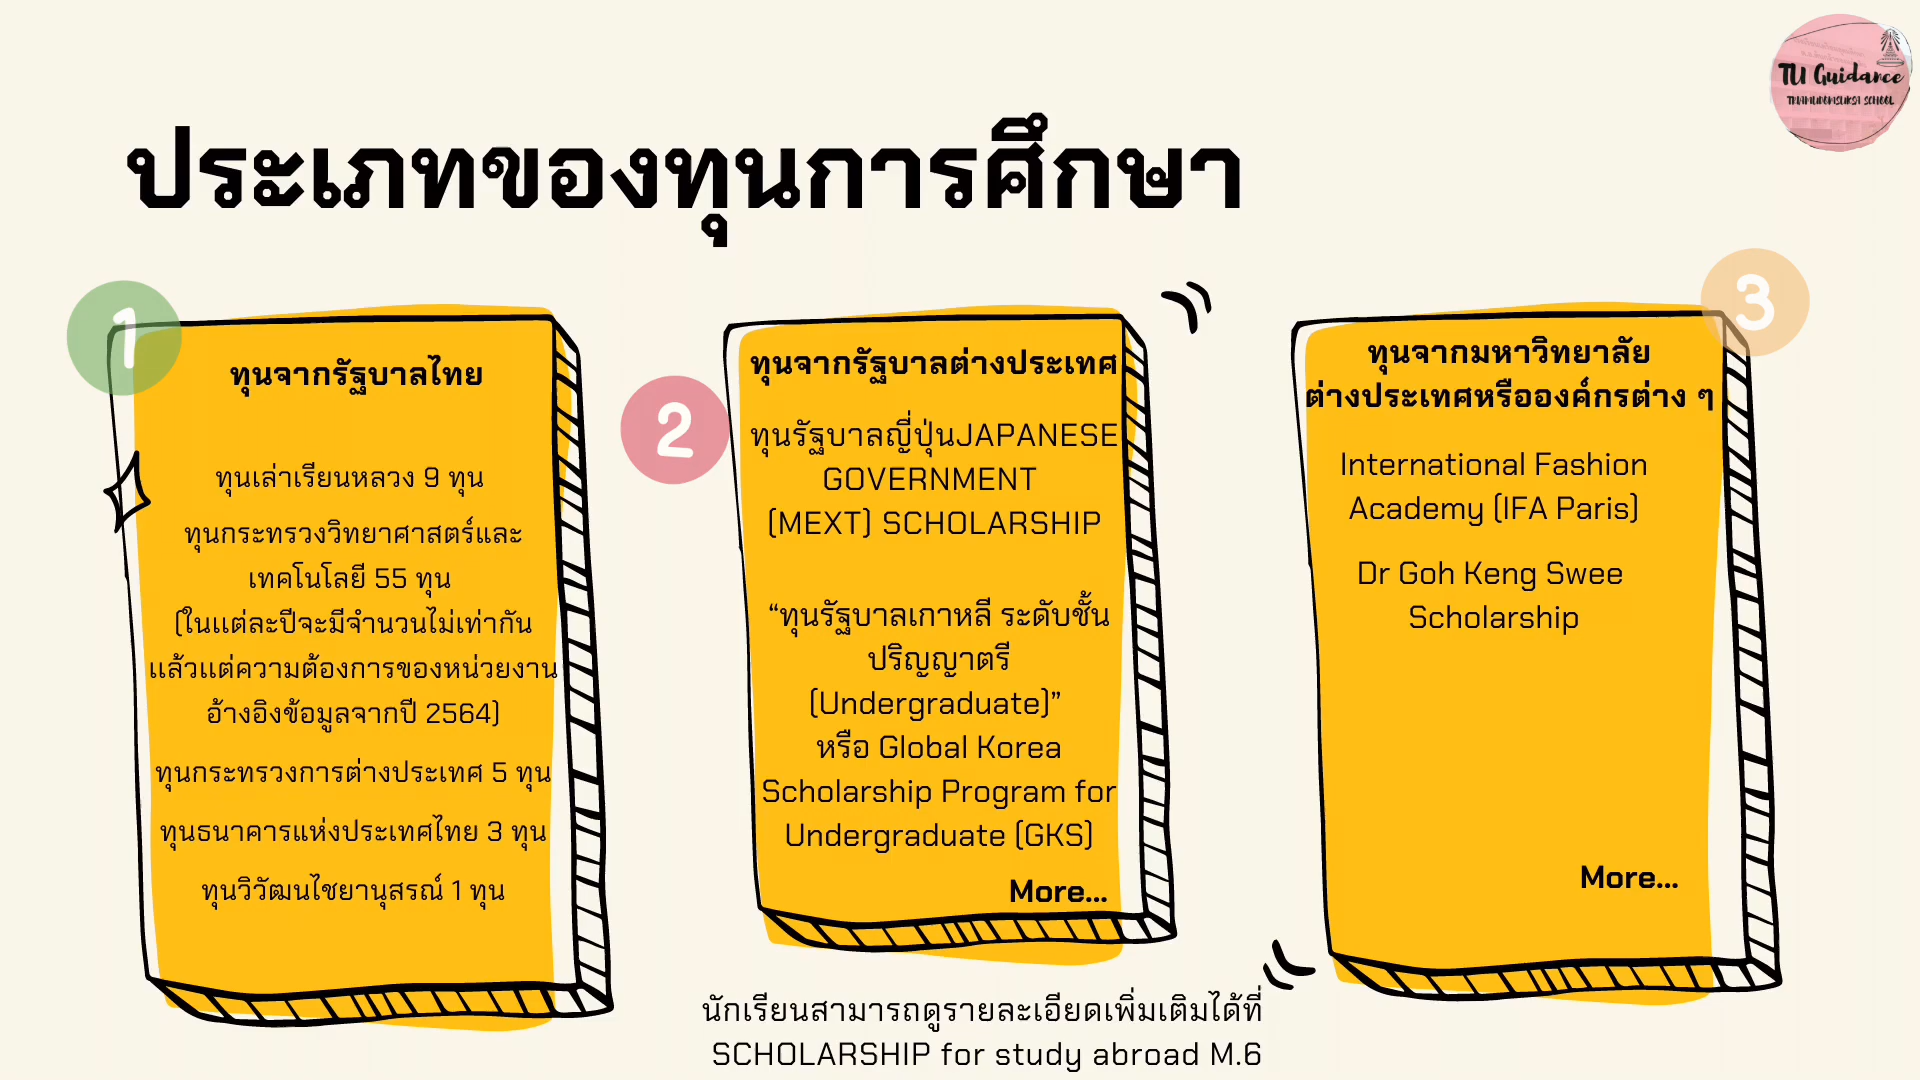 TU Guidance
TRIAMUDOMSUKSA SCHOOL
ประเภทของทุนการศึกษา
1
ทุนจากรัฐบาลไทย
ทุนเล่าเรียนหลวง 9 ทุน
ทุนกระทรวงวิทยาศาสตร์และ
เทคโนโลยี 55 ทุน
(ในแต่ละปีจะมีจำนวนไม่เท่ากัน
แล้วแต่ความต้องการของหน่วยงาน
อ้างอิงข้อมูลจากปี 2564)
ทุนกระทรวงการต่างประเทศ 5 ทุน
ทุนธนาคารแห่งประเทศไทย 3 ทุน
ทุนวิวัฒนไชยานุสรณ์ 1 ทุน
2
ทุนจากรัฐบาลต่างประเทศ
ทุนรัฐบาลญี่ปุ่นJAPANESE
GOVERNMENT
(MEXT) SCHOLARSHIP
“ทุนรัฐบาลเกาหลี ระดับชั้น
ปริญญาตรี
(Undergraduate)”
หรือ Global Korea
Scholarship Program for
Undergraduate (GKS)
More...
3
ทุนจากมหาวิทยาลัย
ต่างประเทศหรือองค์กรต่าง ๆ
International Fashion
Academy (IFA Paris)
Dr Goh Keng Swee
Scholarship
More...
นักเรียนสามารถดูรายละเอียดเพิ่มเติมได้ที่
SCHOLARSHIP for study abroad M.6